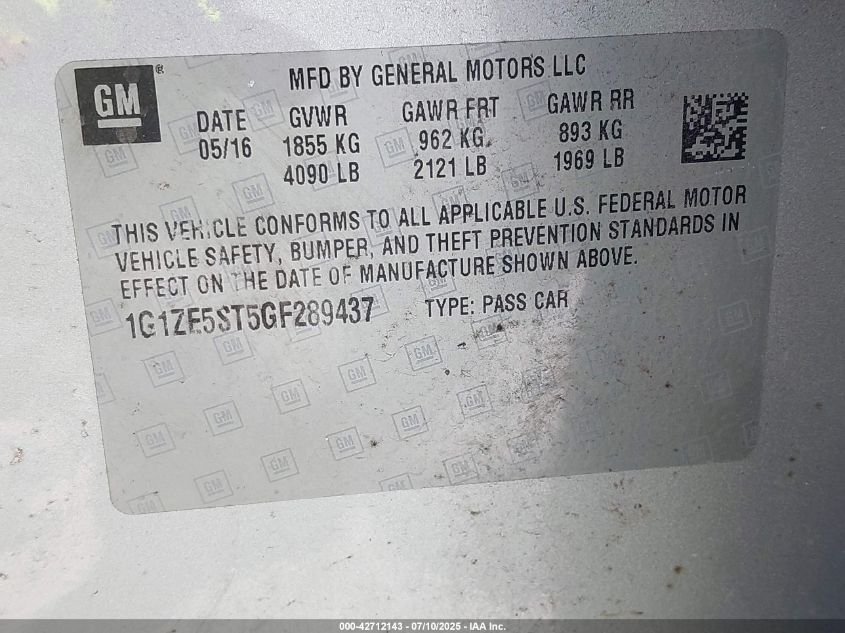 GM®
MFD BY GENERAL MOTORS LLC
DATE GVWR GAWR FRT GAWR RR
05/16 1855 KG 962 KG 893 KG
4090 LB 2121 LB 1969 LB
THIS VEHICLE CONFORMS TO ALL APPLICABLE U.S. FEDERAL MOTOR
VEHICLE SAFETY, BUMPER, AND THEFT PREVENTION STANDARDS IN
EFFECT ON THE DATE OF MANUFACTURE SHOWN ABOVE.
1G1ZE5ST5GF289437 TYPE: PASS CAR
000-42712143 - 07/10/2025 - IAA Inc.